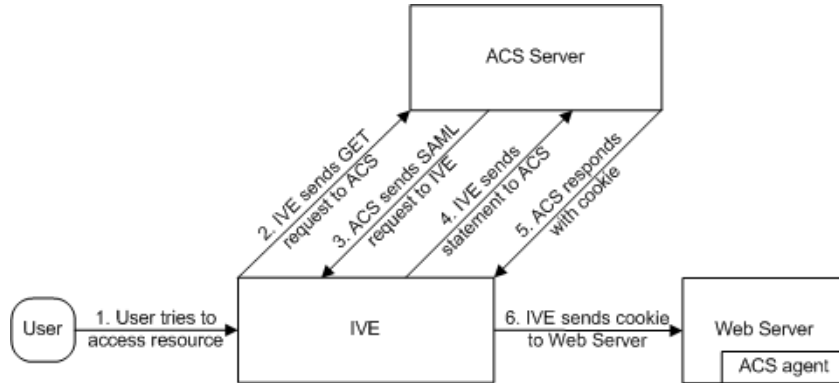 ACS Server
2. IVE sends GET
request to ACS
3. ACS sends SAML
request to IVE
4. IVE sends
statement to ACS
5. ACS responds
with cookie
User
1. User tries to
access resource
IVE
6. IVE sends cookie
to Web Server
Web Server
ACS agent